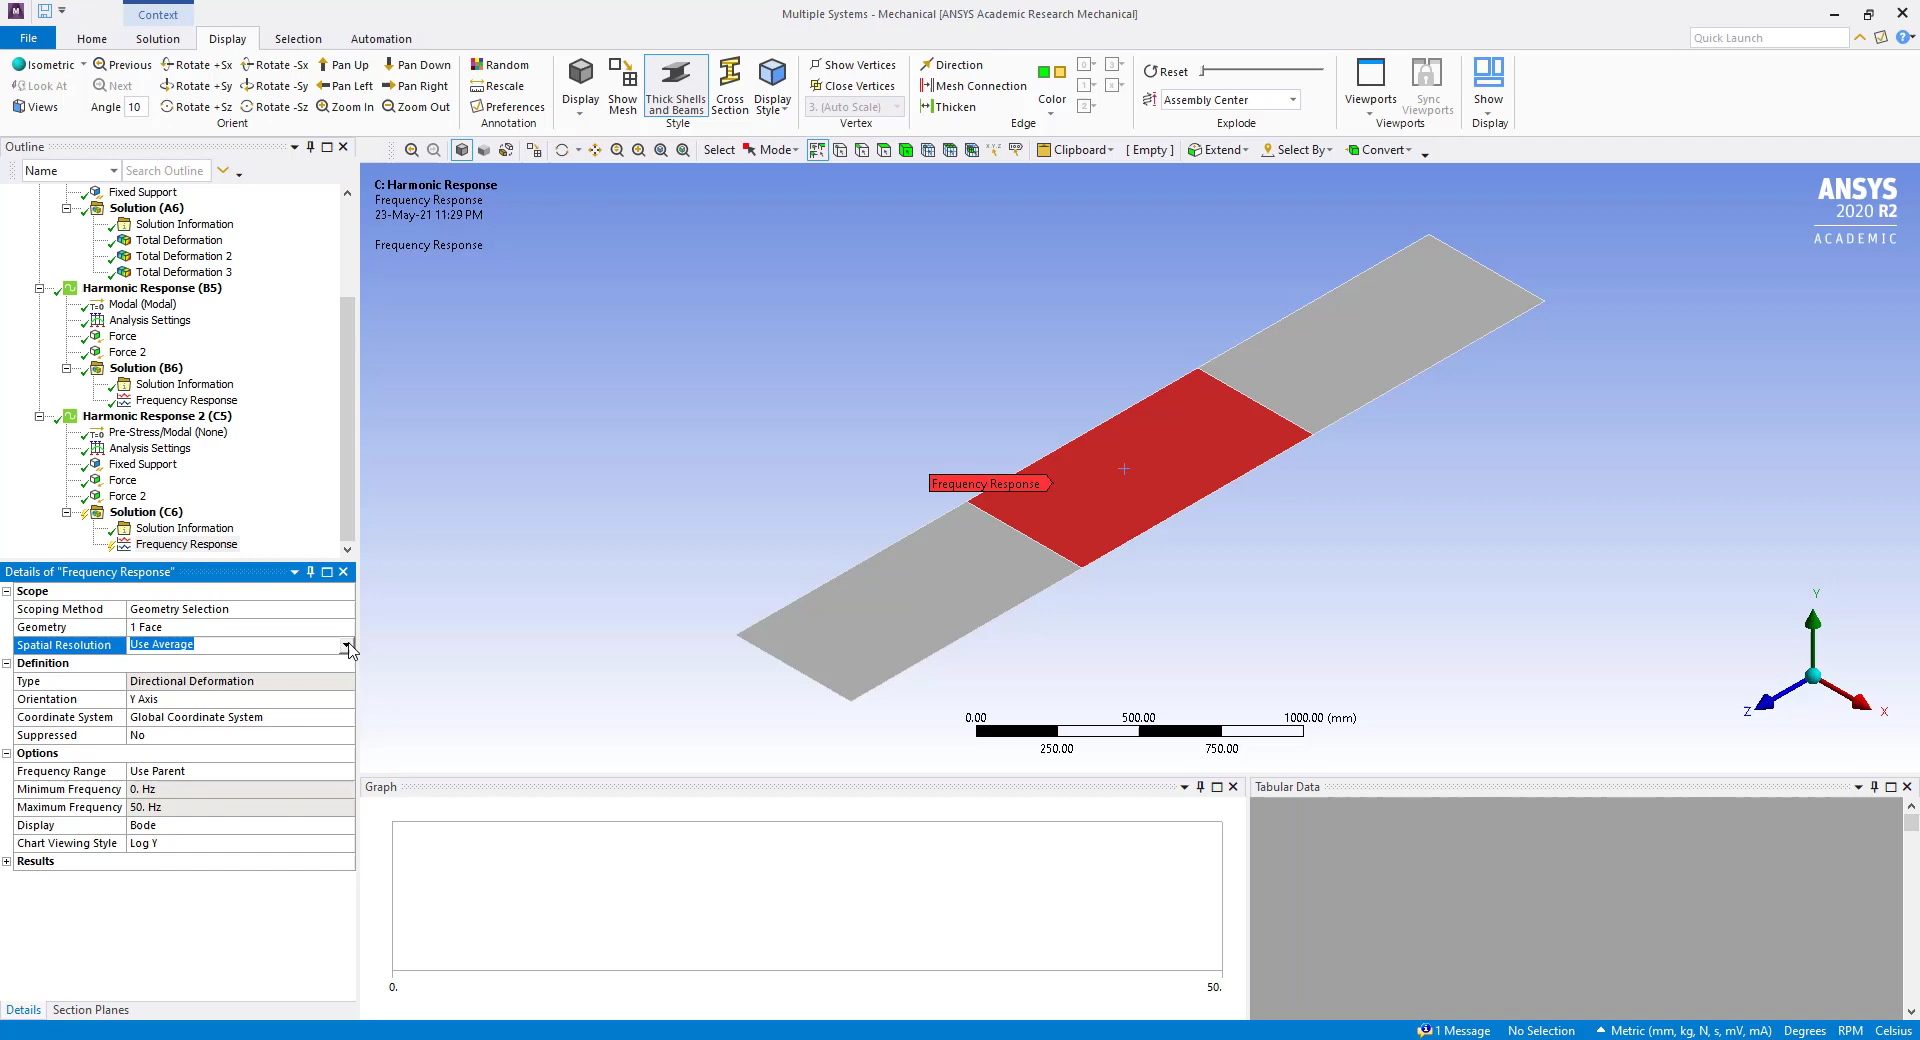 Context
Multiple Systems - Mechanical [ANSYS Academic Research Mechanical]
File Home Solution Display Selection Automation
Quick Launch
Isometric Previous Rotate +Sx Rotate -Sx Pan Up Pan Down
Look At Next Rotate +Sy Rotate -Sy Pan Left Pan Right
Views Angle 10 Rotate +Sz Rotate -Sz Zoom In Zoom Out
Orient
Random
Rescale
Preferences
Annotation
Display
Show Mesh
Thick Shells and Beams
Cross Section
Display Style
Style
Show Vertices
Close Vertices
3. (Auto Scale)
Vertex
Direction
Mesh Connection
Thicken
Color
Edge
Reset
Assembly Center
Explode
Viewports
Sync Viewports
Viewports
Show
Display
Outline
Name Search Outline
Select Mode Clipboard [ Empty ] Extend Select By Convert
Fixed Support
Solution (A6)
Solution Information
Total Deformation
Total Deformation 2
Total Deformation 3
Harmonic Response (B5)
Modal (Modal)
Analysis Settings
Force
Force 2
Solution (B6)
Solution Information
Frequency Response
Harmonic Response 2 (C5)
Pre-Stress/Modal (None)
Analysis Settings
Fixed Support
Force
Force 2
Solution (C6)
Solution Information
Frequency Response
Details of "Frequency Response"
Scope
Scoping Method Geometry Selection
Geometry 1 Face
Spatial Resolution Use Average
Definition
Type Directional Deformation
Orientation Y Axis
Coordinate System Global Coordinate System
Suppressed No
Options
Frequency Range Use Parent
Minimum Frequency 0. Hz
Maximum Frequency 50. Hz
Display Bode
Chart Viewing Style Log Y
Results
Details Section Planes
C: Harmonic Response
Frequency Response
23-May-21 11:29 PM
Frequency Response
ANSYS
2020 R2
ACADEMIC
Frequency Response
0.00 500.00 1000.00 (mm)
250.00 750.00
Y
Z
X
Graph
0. 50.
Tabular Data
1 Message No Selection Metric (mm, kg, N, s, mV, mA) Degrees RPM Celsius